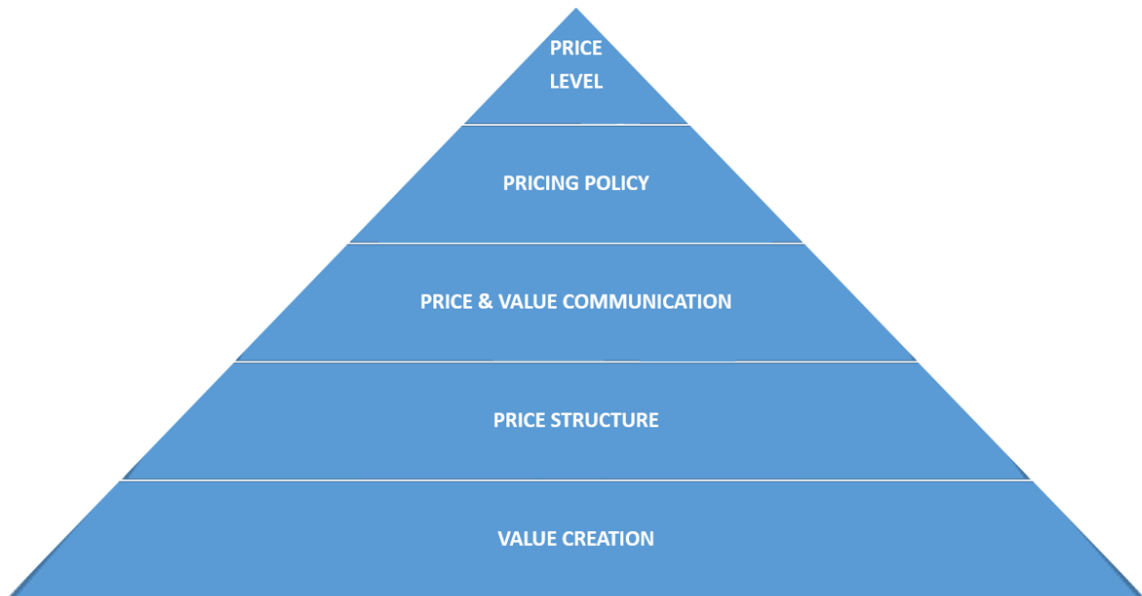 PRICE
LEVEL
PRICING POLICY
PRICE & VALUE COMMUNICATION
PRICE STRUCTURE
VALUE CREATION